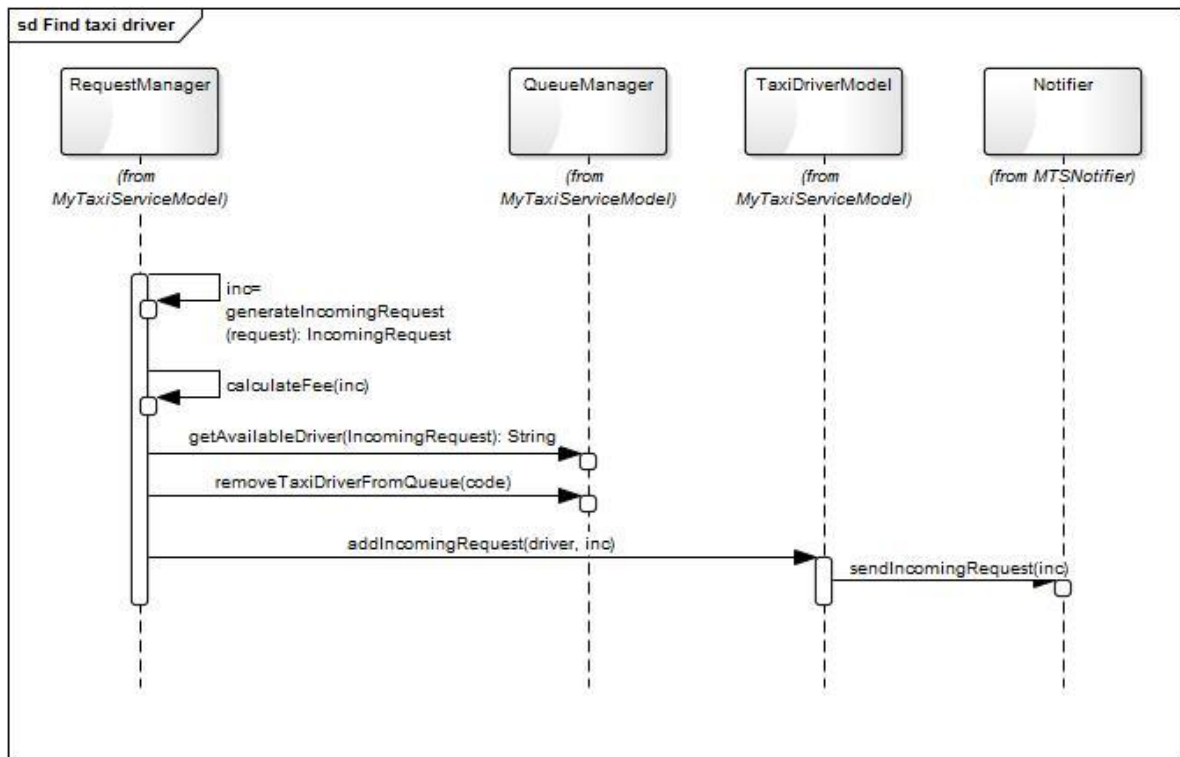 sd Find taxi driver
RequestManager
QueueManager
TaxiDriverModel
Notifier
(from
MyTaxiServiceModel)
(from
MyTaxiServiceModel)
(from
MyTaxiServiceModel)
(from MTSNotifier)
inc=
generateIncomingRequest
(request): IncomingRequest
calculateFee(inc)
getAvailableDriver(IncomingRequest): String
removeTaxiDriverFromQueue(code)
addIncomingRequest(driver, inc)
sendIncomingRequest(inc)